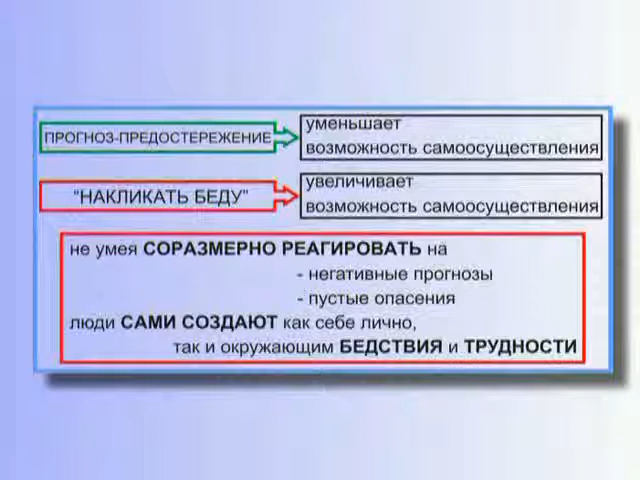 ПРОГНОЗ-ПРЕДОСТЕРЕЖЕНИЕ
уменьшает
возможность самоосуществления
"НАКЛИКАТЬ БЕДУ"
увеличивает
возможность самоосуществления
не умея СОРАЗМЕРНО РЕАГИРОВАТЬ на
- негативные прогнозы
- пустые опасения
люди САМИ СОЗДАЮТ как себе лично,
так и окружающим БЕДСТВИЯ и ТРУДНОСТИ